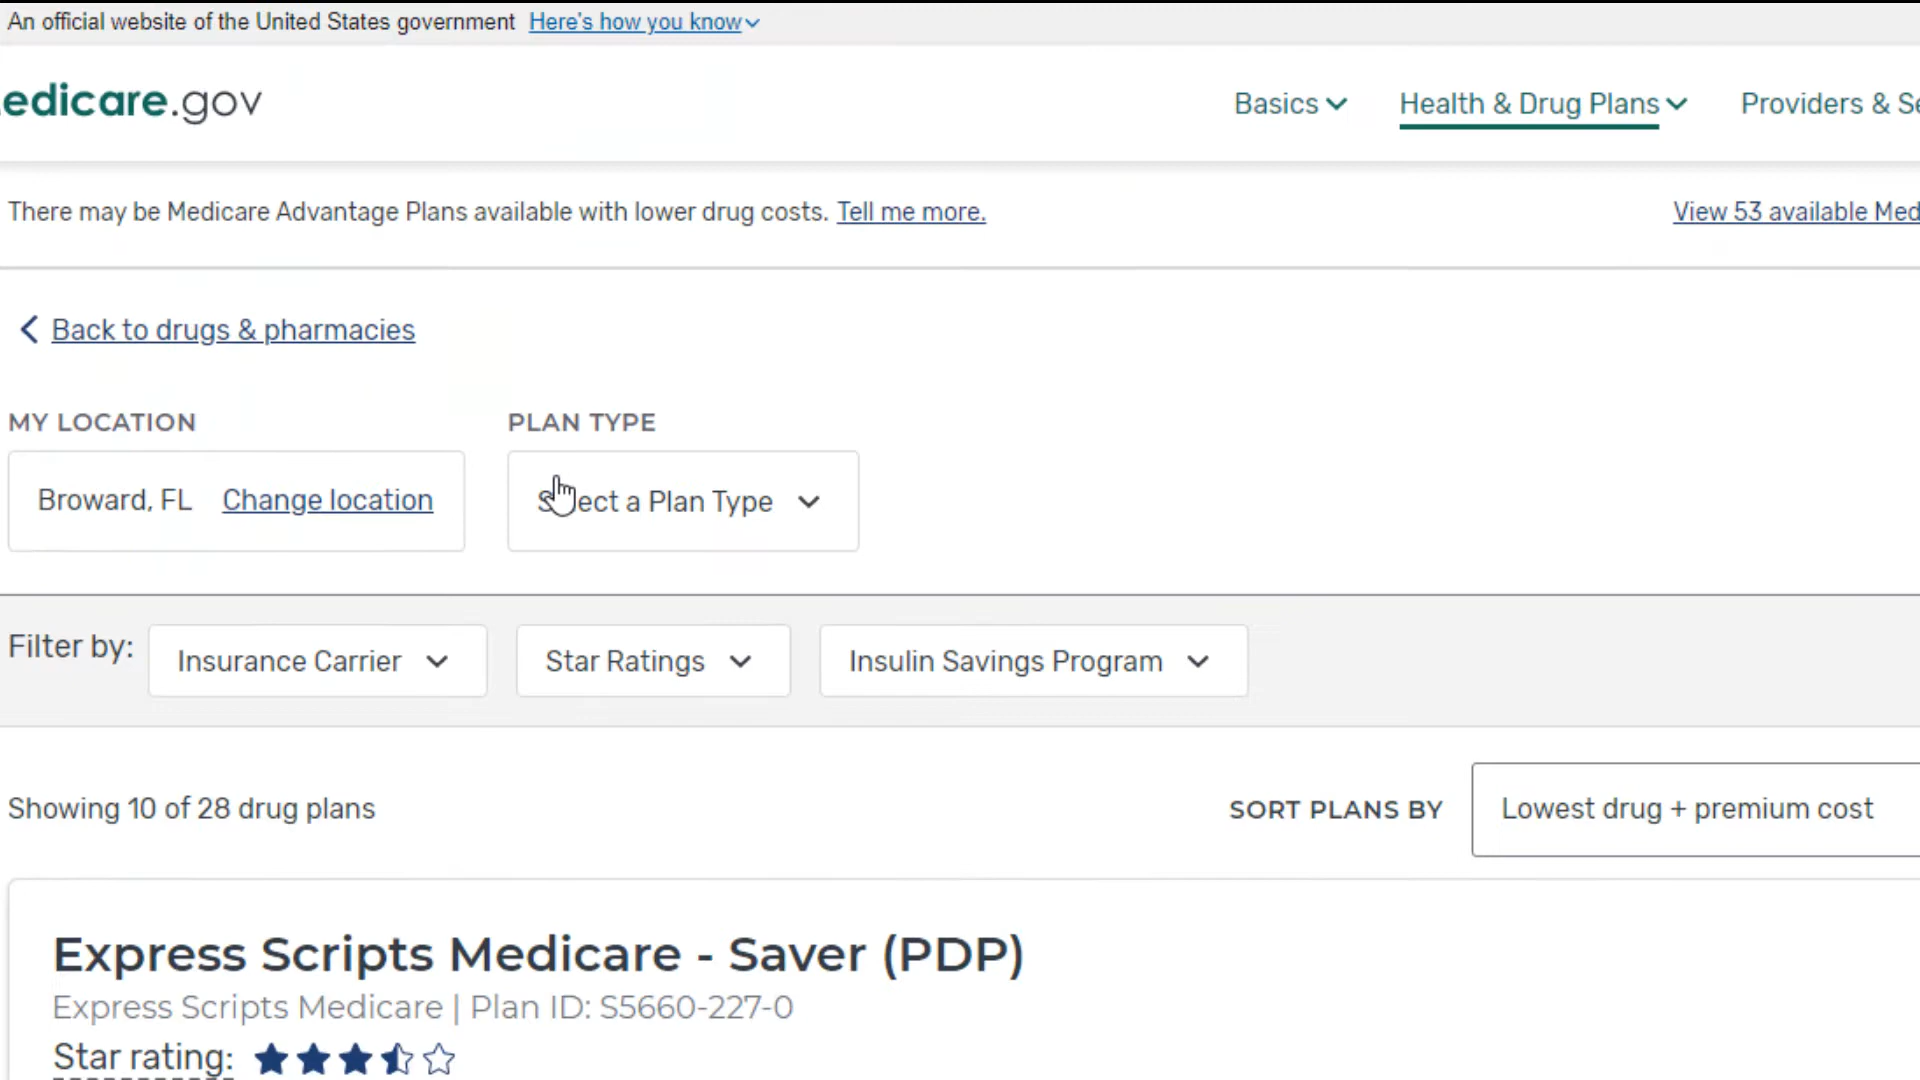 An official website of the United States government Here's how you know
edicare.gov
Basics Health & Drug Plans Providers &
There may be Medicare Advantage Plans available with lower drug costs. Tell me more. View 53 available
Back to drugs & pharmacies
MY LOCATION PLAN TYPE
Broward, FL Change location Select a Plan Type
Filter by: Insurance Carrier Star Ratings Insulin Savings Program
Showing 10 of 28 drug plans SORT PLANS BY Lowest drug + premium cost
Express Scripts Medicare - Saver (PDP)
Express Scripts Medicare | Plan ID: S5660-227-0
Star rating: